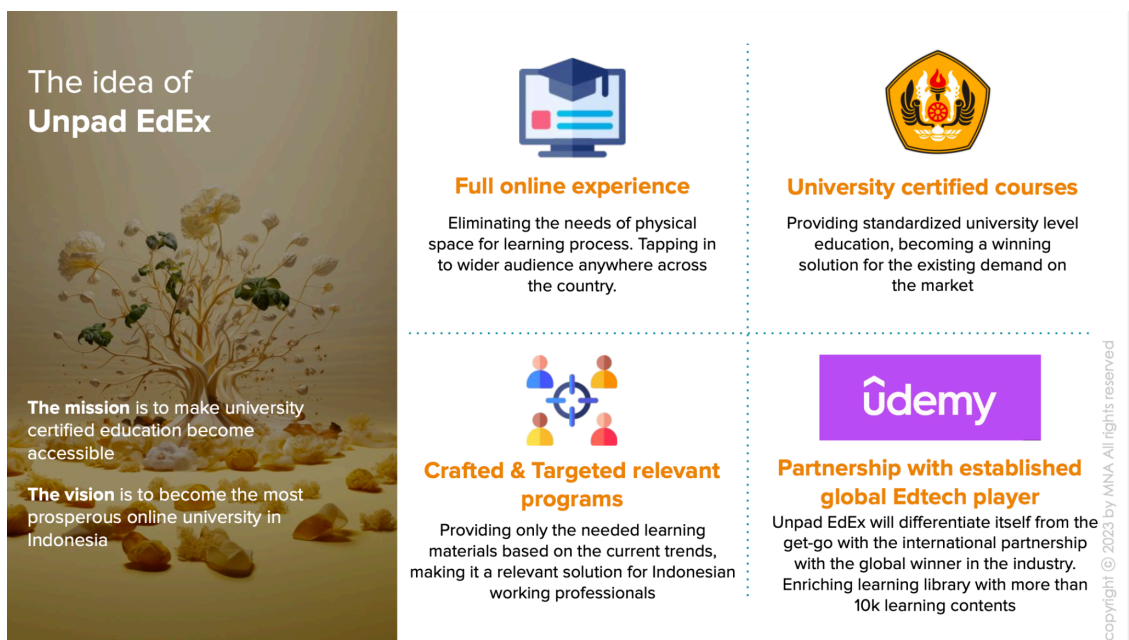 The idea of
Unpad EdEx
The mission is to make university
certified education become
accessible
The vision is to become the most
prosperous online university in
Indonesia
Full online experience
Eliminating the needs of physical
space for learning process. Tapping in
to wider audience anywhere across
the country.
University certified courses
Providing standardized university level
education, becoming a winning
solution for the existing demand on
the market
Crafted & Targeted relevant
programs
Providing only the needed learning
materials based on the current trends,
making it a relevant solution for Indonesian
working professionals
ûdemy
Partnership with established
global Edtech player
Unpad EdEx will differentiate itself from the
get-go with the international partnership
with the global winner in the industry.
Enriching learning library with more than
10k learning contents
copyright © 2023 by MNA All rights reserved